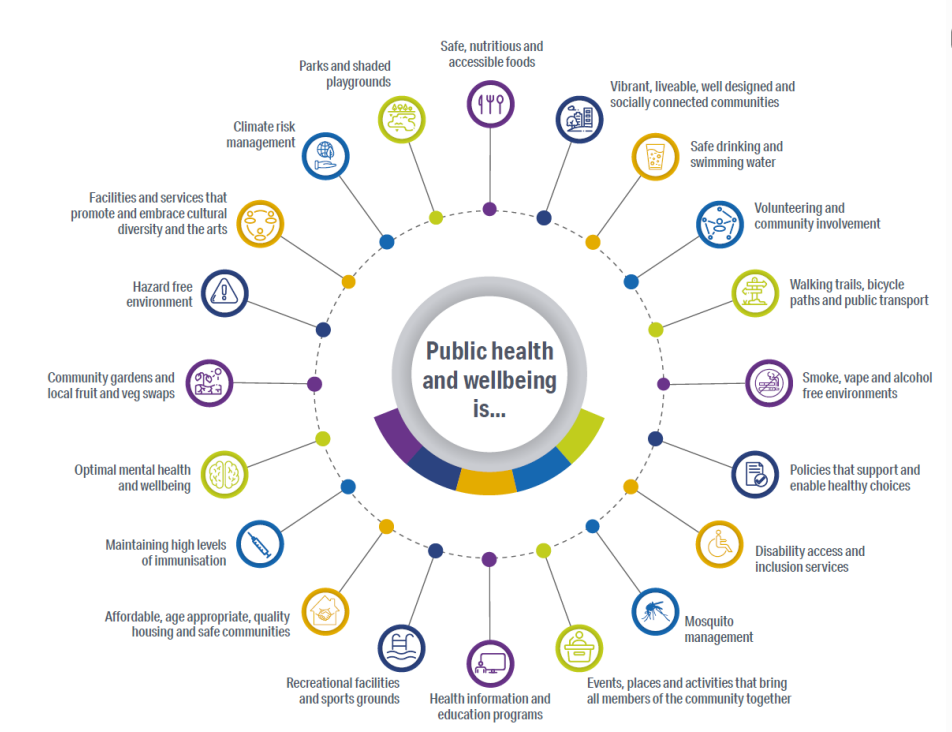 Safe, nutritious and
accessible foods
Vibrant, liveable, well designed and
socially connected communities
Safe drinking and
swimming water
Volunteering and
community involvement
Walking trails, bicycle
paths and public transport
Smoke, vape and alcohol
free environments
Policies that support and
enable healthy choices
Disability access and
inclusion services
Mosquito
management
Events, places and activities that bring
all members of the community together
Health information and
education programs
Recreational facilities
and sports grounds
Affordable, age appropriate, quality
housing and safe communities
Maintaining high levels
of immunisation
Optimal mental health
and wellbeing
Community gardens and
local fruit and veg swaps
Hazard free
environment
Facilities and services that
promote and embrace cultural
diversity and the arts
Climate risk
management
Parks and shaded
playgrounds
Public health
and wellbeing
is...